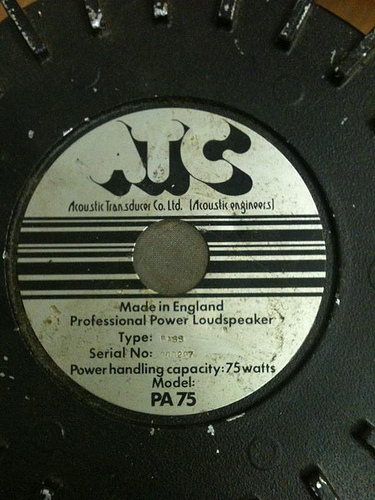 ATC
Acoustic Transducer Co. Ltd. (Acoustic engineers)
Made in England
Professional Power Loudspeaker
Type:
Serial No:
Power handling capacity: 75 watts
Model:
PA 75